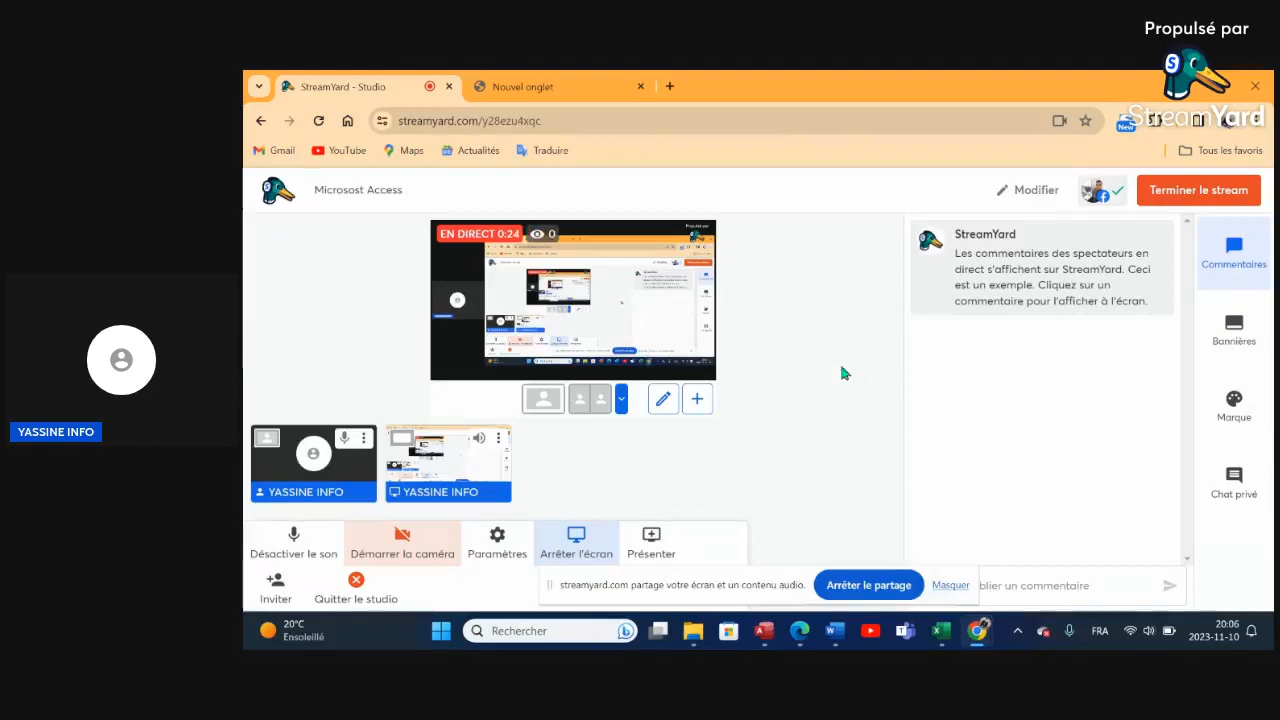 Propulsé par
StreamYard
StreamYard - Studio
Nouvel onglet
streamyard.com/y28ezu4xqc
New
Gmail
YouTube
Maps
Actualités
Traduire
Tous les favoris
Microsost Access
Modifier
Terminer le stream
EN DIRECT 0:24
0
StreamYard
Les commentaires des spectateurs en
direct s'affichent sur StreamYard. Ceci
est un exemple. Cliquez sur un
commentaire pour l'afficher à l'écran.
Commentaires
Bannières
Marque
Chat privé
YASSINE INFO
YASSINE INFO
YASSINE INFO
Désactiver le son
Démarrer la caméra
Paramètres
Arrêter l'écran
Présenter
Inviter
Quitter le studio
streamyard.com partage votre écran et un contenu audio.
Arrêter le partage
Masquer
blier un commentaire
20°C
Ensoleillé
Rechercher
FRA
20:06
2023-11-10